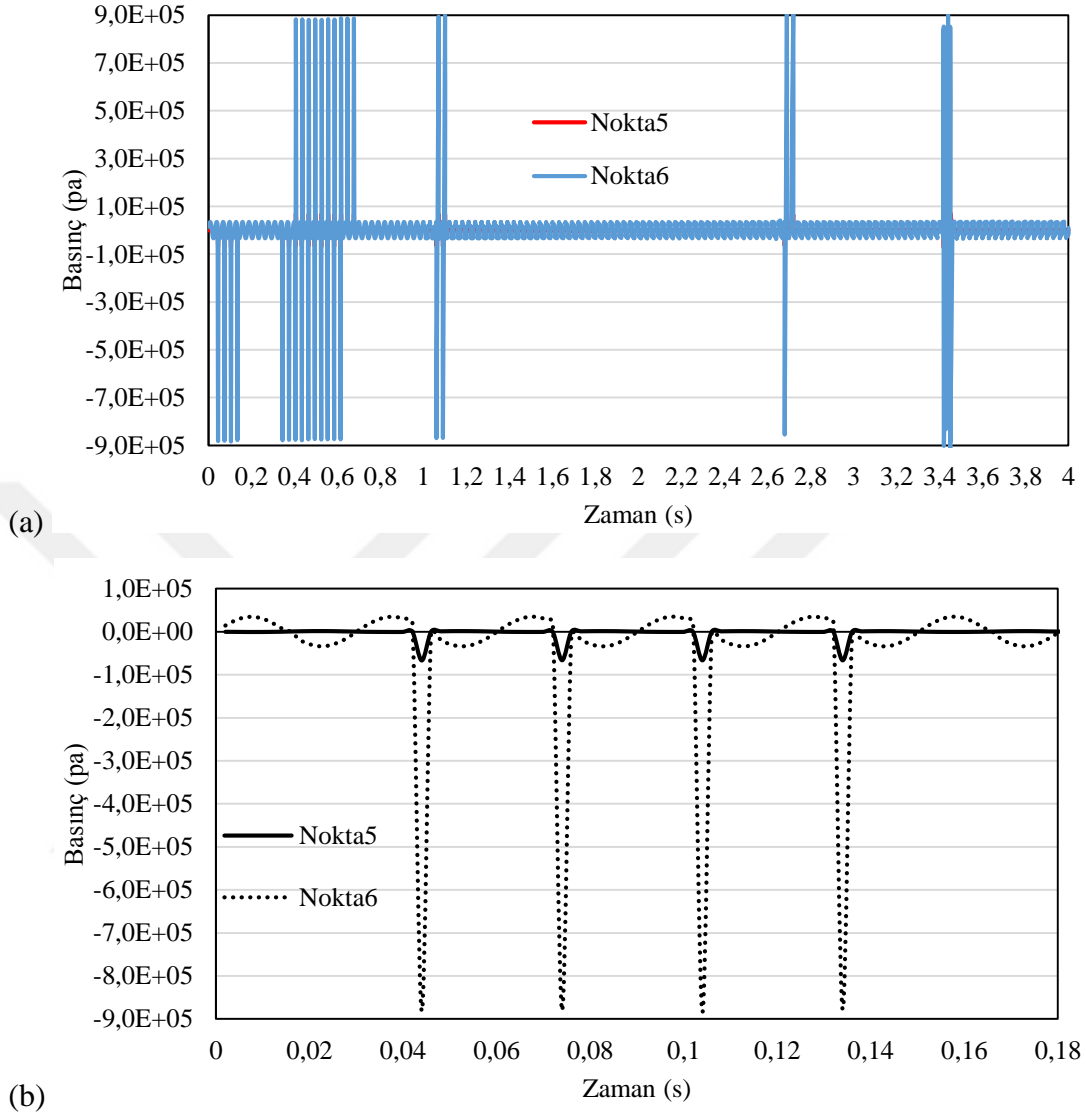 9,0E+05
7,0E+05
5,0E+05
3,0E+05
1,0E+05
-1,0E+05
-3,0E+05
-5,0E+05
-7,0E+05
-9,0E+05
Basınç (pa)
Nokta5
Nokta6
0 0,2 0,4 0,6 0,8 1 1,2 1,4 1,6 1,8 2 2,2 2,4 2,6 2,8 3 3,2 3,4 3,6 3,8 4
Zaman (s)
(a)
1,0E+05
0,0E+00
-1,0E+05
-2,0E+05
-3,0E+05
-4,0E+05
-5,0E+05
-6,0E+05
-7,0E+05
-8,0E+05
-9,0E+05
Basınç (pa)
Nokta5
Nokta6
0 0,02 0,04 0,06 0,08 0,1 0,12 0,14 0,16 0,18
Zaman (s)
(b)